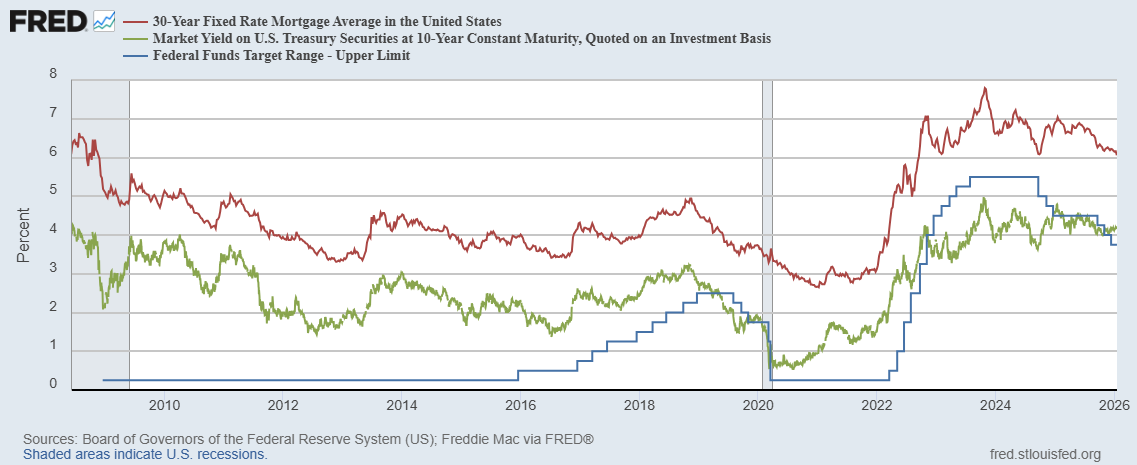 FRED
30-Year Fixed Rate Mortgage Average in the United States
Market Yield on U.S. Treasury Securities at 10-Year Constant Maturity, Quoted on an Investment Basis
Federal Funds Target Range - Upper Limit
8
7
6
5
4
3
2
1
0
Percent
2010 2012 2014 2016 2018 2020 2022 2024 2026
Sources: Board of Governors of the Federal Reserve System (US); Freddie Mac via FRED®
Shaded areas indicate U.S. recessions.
fred.stlouisfed.org